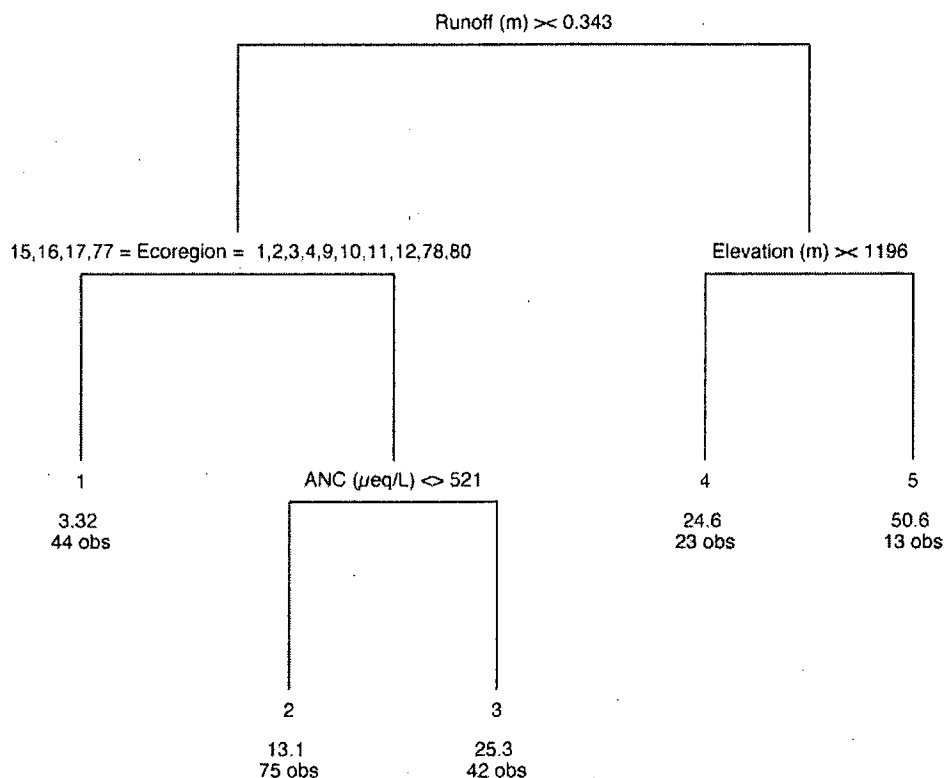 Runoff (m) >< 0.343
15,16,17,77 = Ecoregion = 1,2,3,4,9,10,11,12,78,80
Elevation (m) >< 1196
1
3.32
44 obs
ANC (μeq/L) <> 521
4
24.6
23 obs
5
50.6
13 obs
2
13.1
75 obs
3
25.3
42 obs